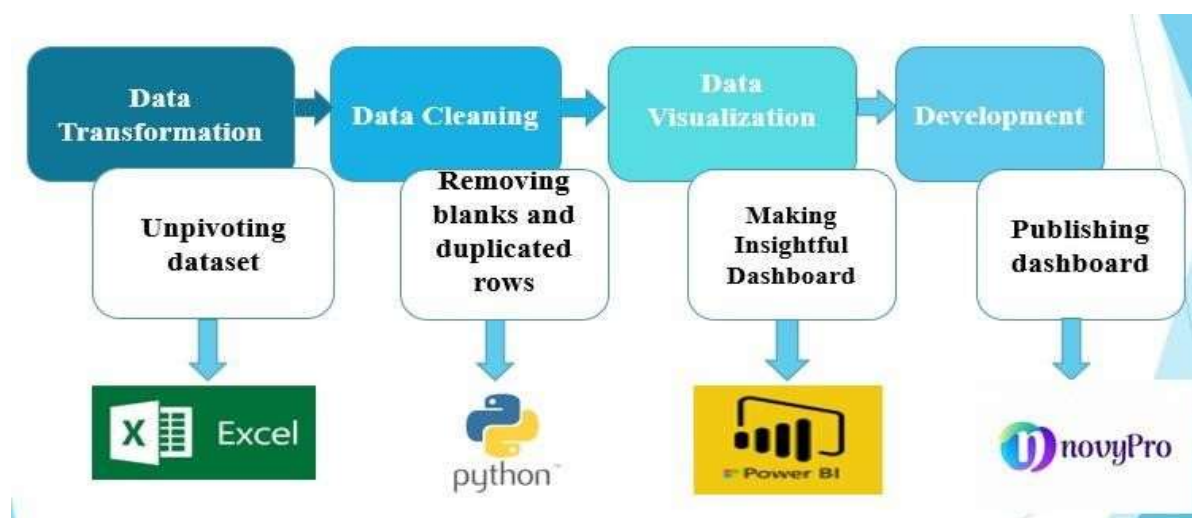 Data
Transformation
Data Cleaning
Data
Visualization
Development
Unpivoting
dataset
Removing
blanks and
duplicated
rows
Making
Insightful
Dashboard
Publishing
dashboard
X Excel
python™
Power BI
novyPro